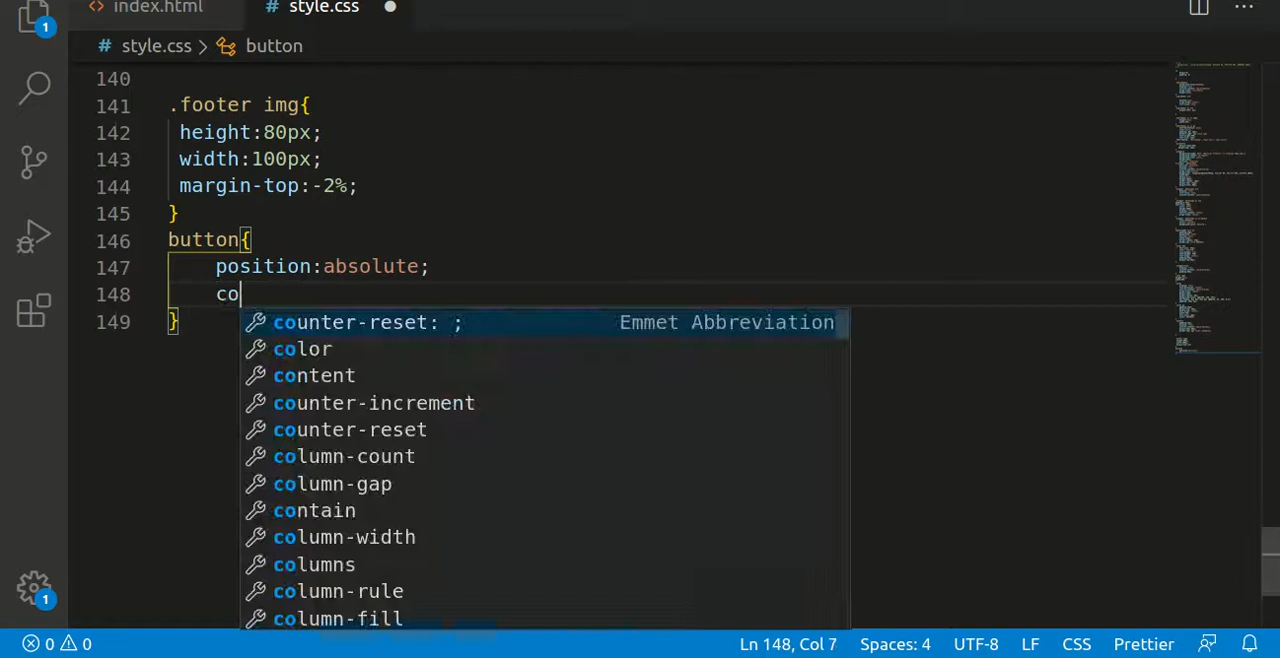 1
<> index.html # style.css ● ...
# style.css > button
140
141 .footer img{
142 height:80px;
143 width:100px;
144 margin-top:-2%;
145 }
146 button{
147 position:absolute;
148 co
149 }
counter-reset: ; Emmet Abbreviation
color
content
counter-increment
counter-reset
column-count
column-gap
contain
column-width
columns
column-rule
column-fill
1
0 0 Ln 148, Col 7 Spaces: 4 UTF-8 LF CSS Prettier